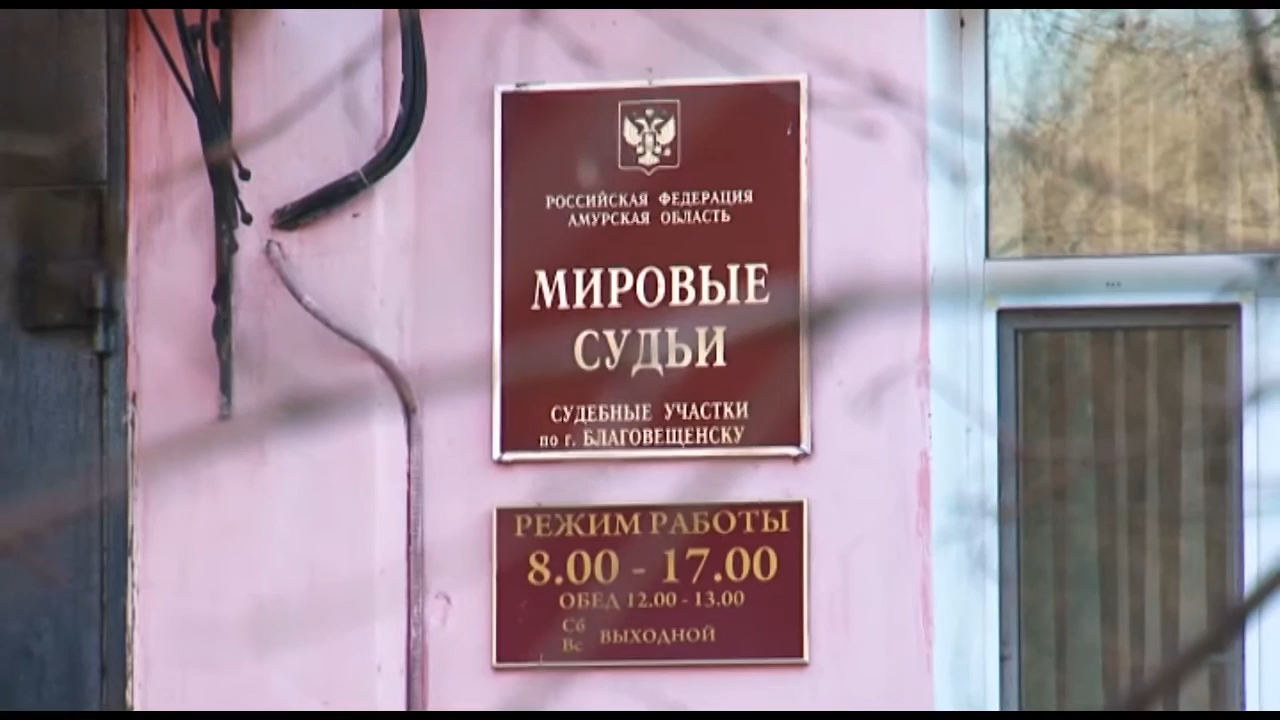 РОССИЙСКАЯ ФЕДЕРАЦИЯ
АМУРСКАЯ ОБЛАСТЬ
МИРОВЫЕ
СУДЬИ
СУДЕБНЫЕ УЧАСТКИ
по г. БЛАГОВЕЩЕНСКУ
РЕЖИМ РАБОТЫ
8.00 - 17.00
ОБЕД 12.00 - 13.00
Сб
Вс ВЫХОДНОЙ